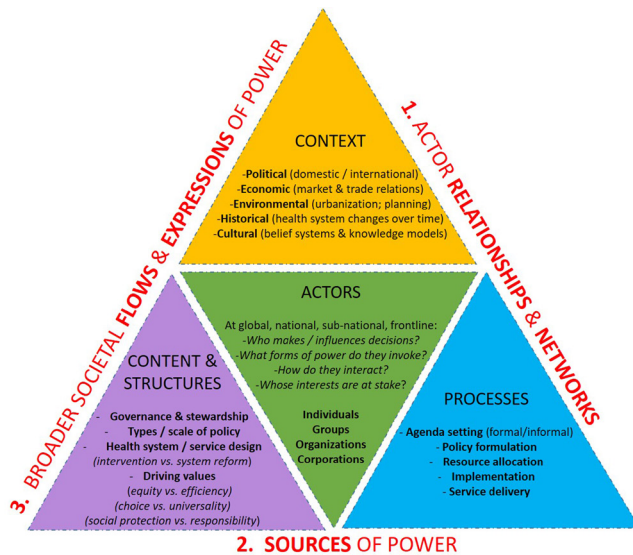 CONTEXT
-Political (domestic / international)
-Economic (market & trade relations)
-Environmental (urbanization; planning)
-Historical (health system changes over time)
-Cultural (belief systems & knowledge models)
ACTORS
At global, national, sub-national, frontline:
-Who makes / influences decisions?
-What forms of power do they invoke?
-How do they interact?
-Whose interests are at stake?
Individuals
Groups
Organizations
Corporations
CONTENT &
STRUCTURES
- Governance & stewardship
- Types / scale of policy
- Health system / service design
(intervention vs. system reform)
- Driving values
(equity vs. efficiency)
(choice vs. universality)
(social protection vs. responsibility)
PROCESSES
- Agenda setting (formal/informal)
- Policy formulation
- Resource allocation
- Implementation
- Service delivery
1. ACTOR RELATIONSHIPS & NETWORKS
2. SOURCES OF POWER
3. BROADER SOCIETAL FLOWS & EXPRESSIONS OF POWER